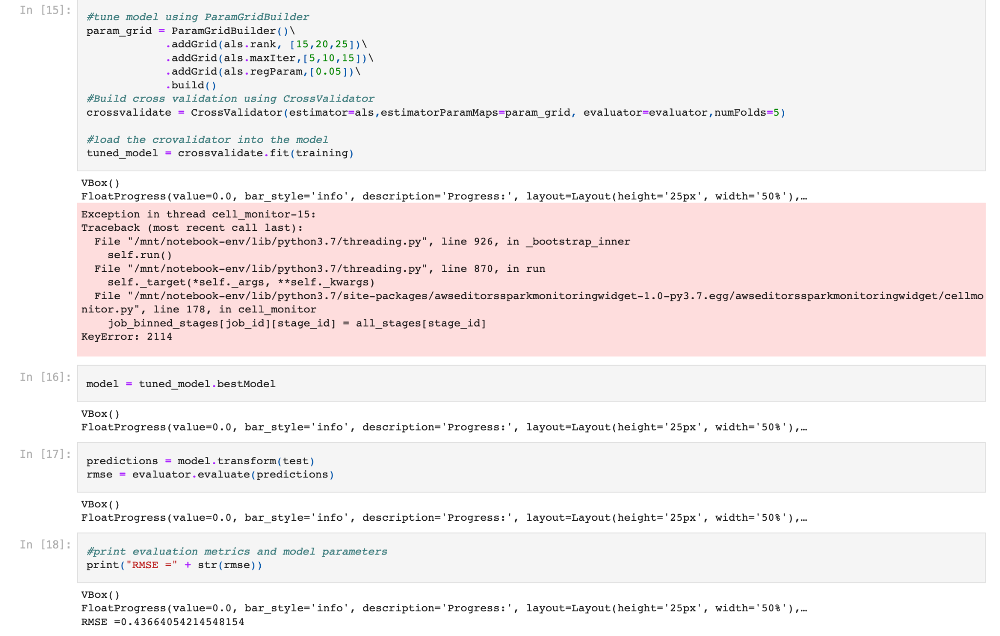 In [15]:
#tune model using ParamGridBuilder
param_grid = ParamGridBuilder()\
            .addGrid(als.rank, [15,20,25])\
            .addGrid(als.maxIter,[5,10,15])\
            .addGrid(als.regParam,[0.05])\
            .build()
#Build cross validation using CrossValidator
crossvalidate = CrossValidator(estimator=als,estimatorParamMaps=param_grid, evaluator=evaluator,numFolds=5)

#load the crovalidator into the model
tuned_model = crossvalidate.fit(training)
VBox()
FloatProgress(value=0.0, bar_style='info', description='Progress:', layout=Layout(height='25px', width='50%'),…
Exception in thread cell_monitor-15:
Traceback (most recent call last):
  File "/mnt/notebook-env/lib/python3.7/threading.py", line 926, in _bootstrap_inner
    self.run()
  File "/mnt/notebook-env/lib/python3.7/threading.py", line 870, in run
    self._target(*self._args, **self._kwargs)
  File "/mnt/notebook-env/lib/python3.7/site-packages/awseditorssparkmonitoringwidget-1.0-py3.7.egg/awseditorssparkmonitoringwidget/cellmo
nitor.py", line 178, in cell_monitor
    job_binned_stages[job_id][stage_id] = all_stages[stage_id]
KeyError: 2114
In [16]:
model = tuned_model.bestModel
VBox()
FloatProgress(value=0.0, bar_style='info', description='Progress:', layout=Layout(height='25px', width='50%'),…
In [17]:
predictions = model.transform(test)
rmse = evaluator.evaluate(predictions)
VBox()
FloatProgress(value=0.0, bar_style='info', description='Progress:', layout=Layout(height='25px', width='50%'),…
In [18]:
#print evaluation metrics and model parameters
print("RMSE =" + str(rmse))
VBox()
FloatProgress(value=0.0, bar_style='info', description='Progress:', layout=Layout(height='25px', width='50%'),…
RMSE =0.43664054214548154